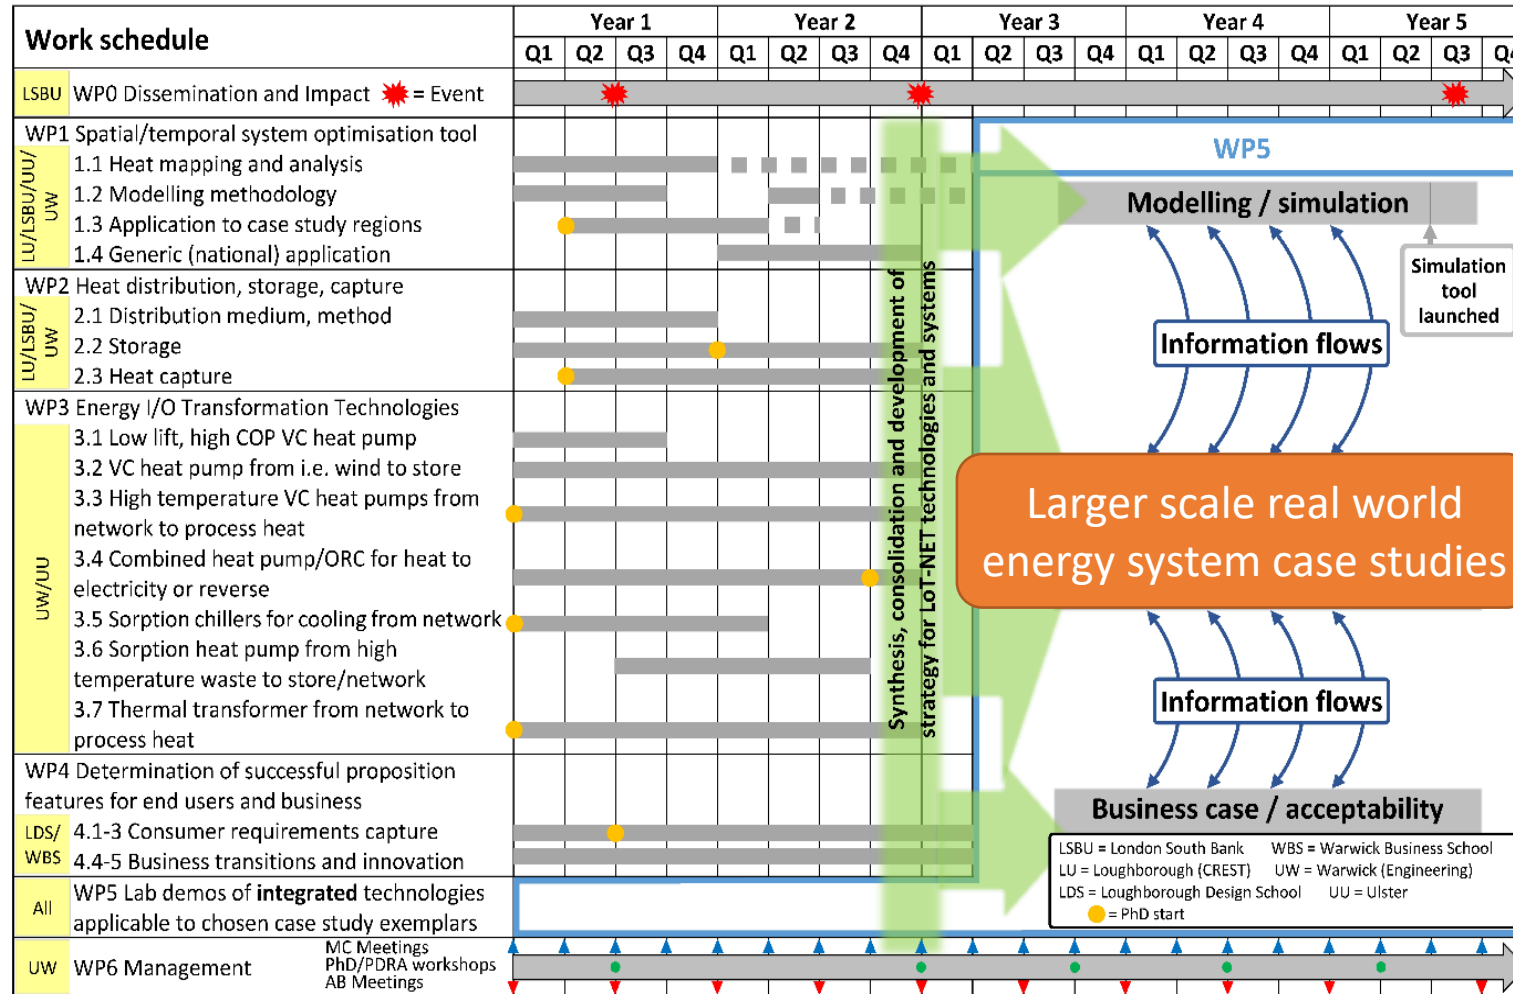 Work schedule
Year 1 Year 2 Year 3 Year 4 Year 5
Q1 Q2 Q3 Q4 Q1 Q2 Q3 Q4 Q1 Q2 Q3 Q4 Q1 Q2 Q3 Q4 Q1 Q2 Q3 Q4
LSBU WP0 Dissemination and Impact = Event
WP1 Spatial/temporal system optimisation tool
LU/LSBU/UU/
UW
1.1 Heat mapping and analysis
1.2 Modelling methodology
1.3 Application to case study regions
1.4 Generic (national) application
WP2 Heat distribution, storage, capture
LU/LSBU/
UW
2.1 Distribution medium, method
2.2 Storage
2.3 Heat capture
WP3 Energy I/O Transformation Technologies
UW/UU
3.1 Low lift, high COP VC heat pump
3.2 VC heat pump from i.e. wind to store
3.3 High temperature VC heat pumps from
network to process heat
3.4 Combined heat pump/ORC for heat to
electricity or reverse
3.5 Sorption chillers for cooling from network
3.6 Sorption heat pump from high
temperature waste to store/network
3.7 Thermal transformer from network to
process heat
WP4 Determination of successful proposition
features for end users and business
LDS/
WBS
4.1-3 Consumer requirements capture
4.4-5 Business transitions and innovation
All
WP5 Lab demos of integrated technologies
applicable to chosen case study exemplars
UW WP6 Management
MC Meetings
PhD/PDRA workshops
AB Meetings
Synthesis, consolidation and development of
strategy for LoT-NET technologies and systems
WP5
Modelling / simulation
Simulation
tool
launched
Information flows
Larger scale real world
energy system case studies
Information flows
Business case / acceptability
LSBU = London South Bank WBS = Warwick Business School
LU = Loughborough (CREST) UW = Warwick (Engineering)
LDS = Loughborough Design School UU = Ulster
= PhD start